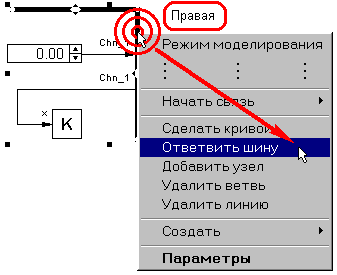 Правая
Chn_
0.00
Режим моделирования
Chn_1
Начать связь
x
Сделать кривой
K
Ответвить шину
Добавить узел
Удалить ветвь
Удалить линию
Создать
Параметры